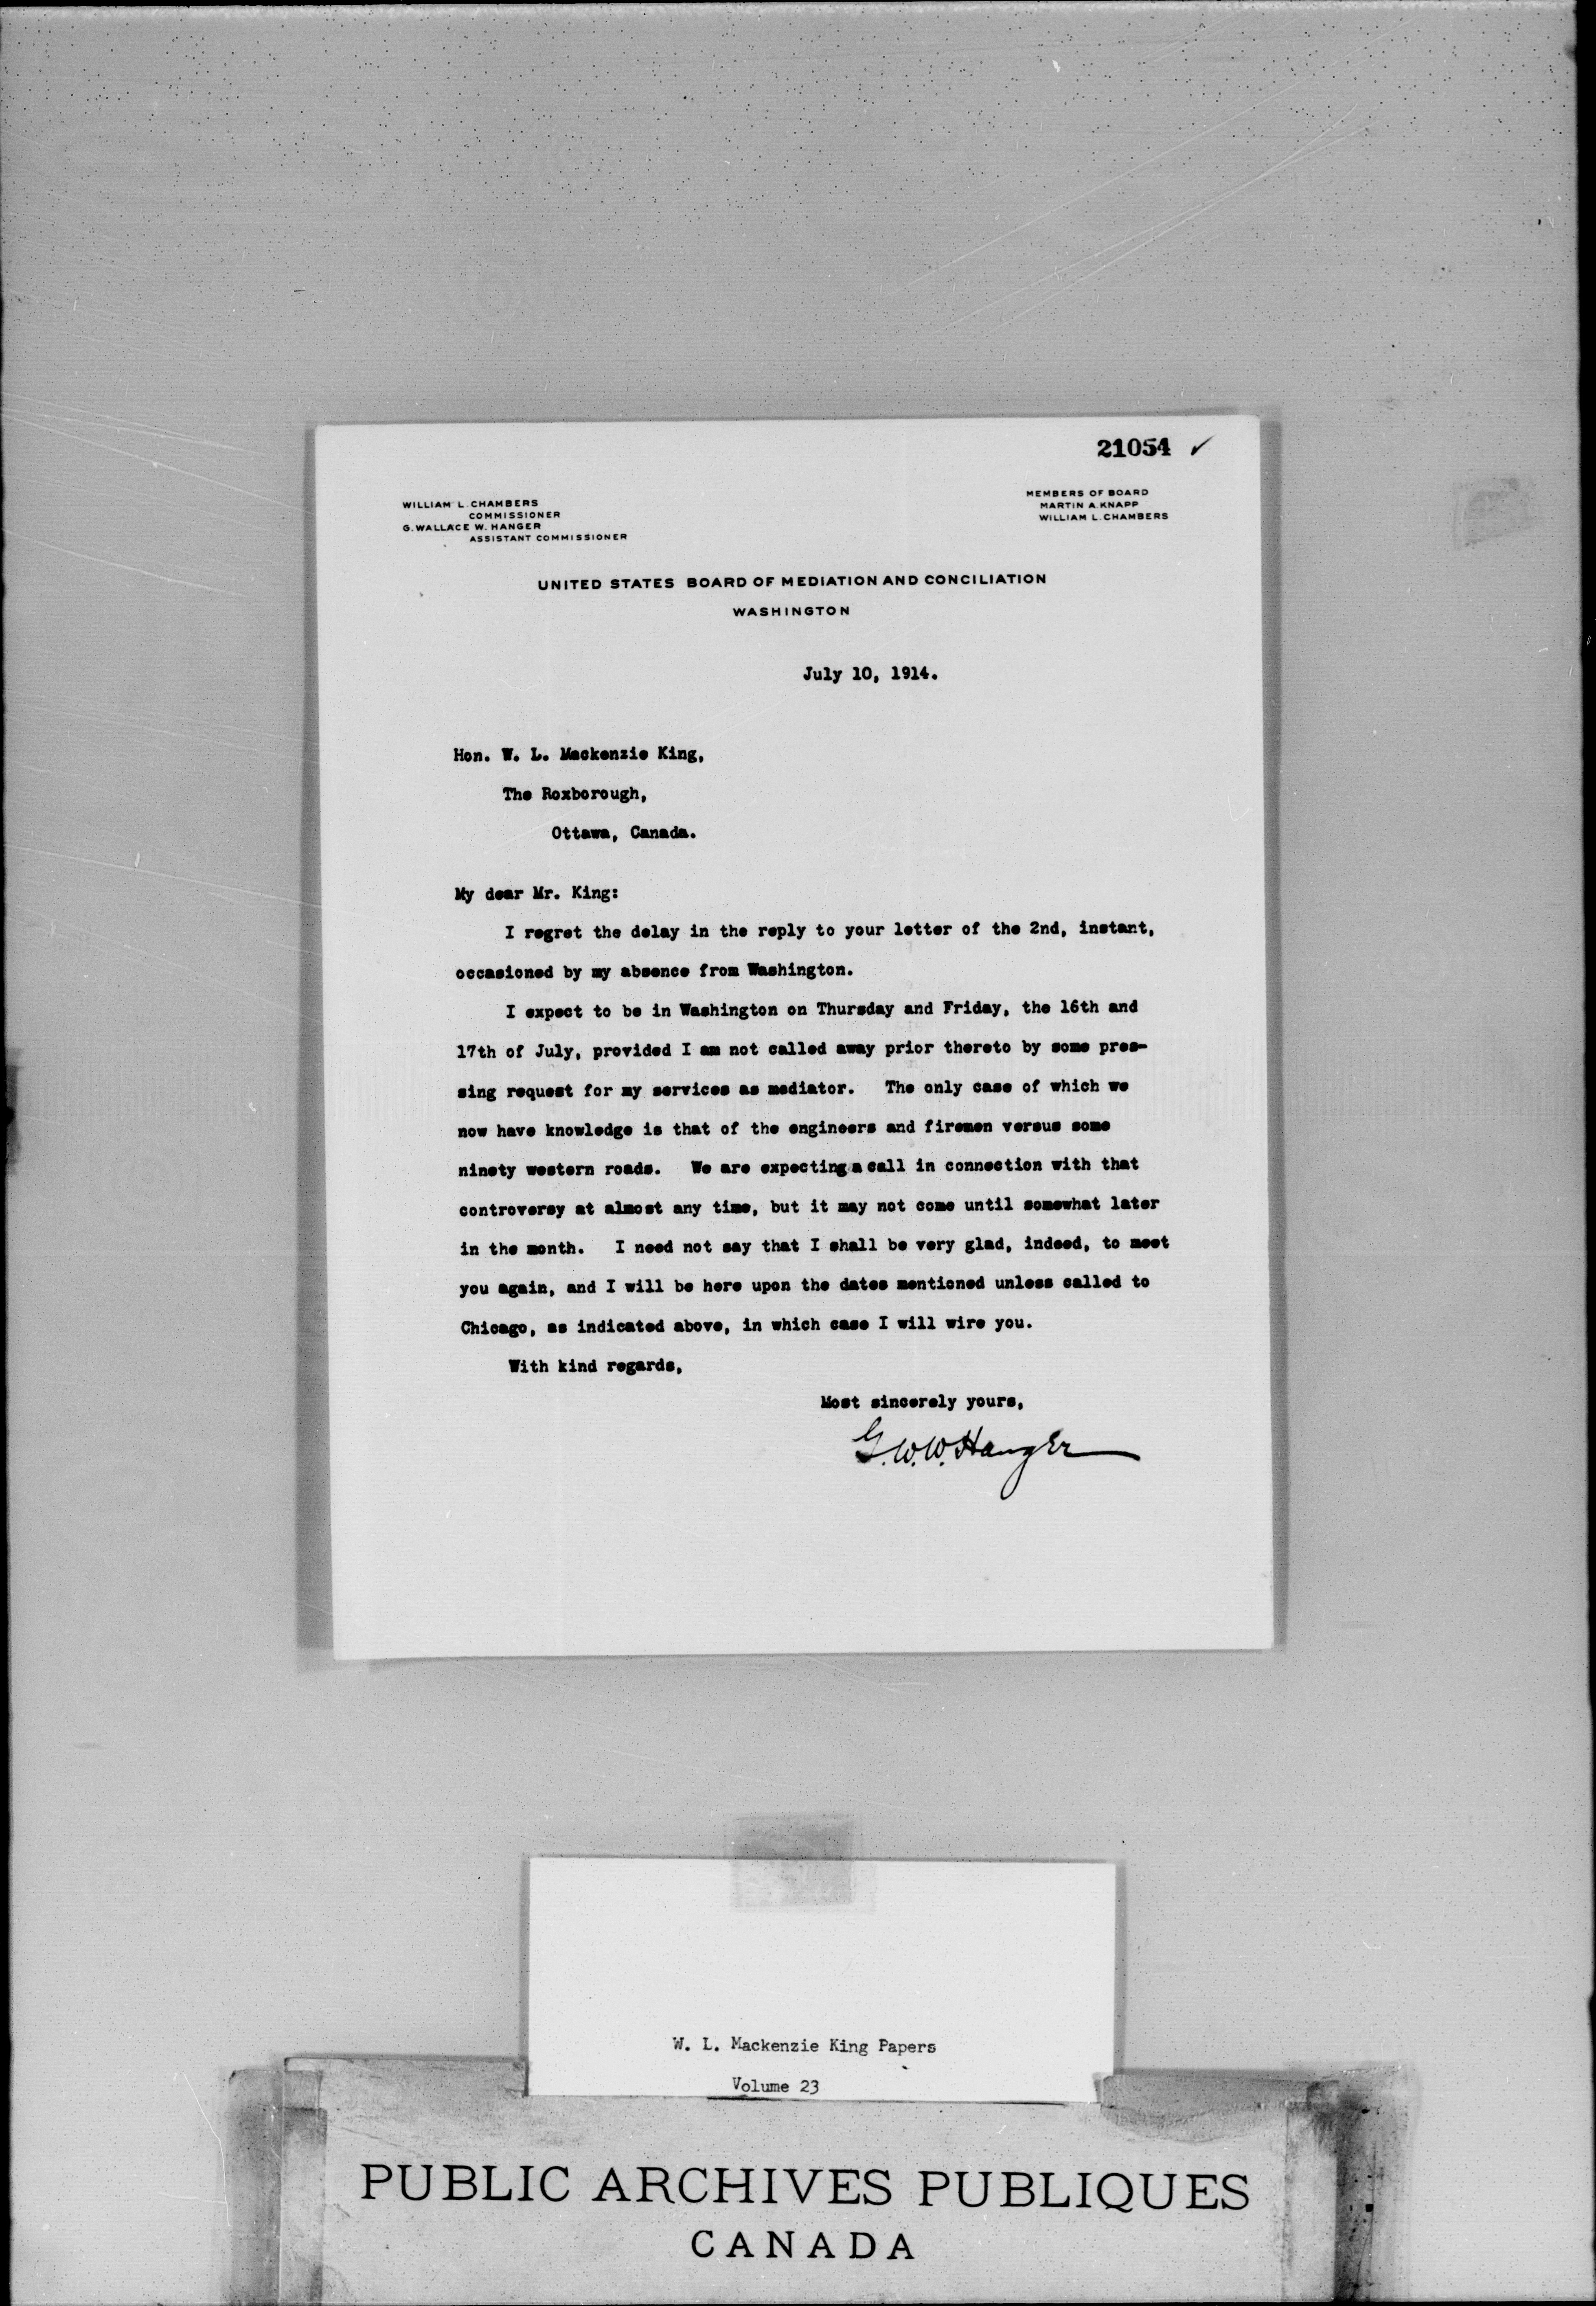 21054 ✓
WILLIAM L. CHAMBERS
COMMISSIONER
G. WALLACE W. HANGER
ASSISTANT COMMISSIONER
MEMBERS OF BOARD
MARTIN A. KNAPP
WILLIAM L. CHAMBERS
UNITED STATES BOARD OF MEDIATION AND CONCILIATION
WASHINGTON
July 10, 1914.
Hon. W. L. Mackenzie King,
The Roxborough,
Ottawa, Canada.
My dear Mr. King:
I regret the delay in the reply to your letter of the 2nd, instant,
occasioned by my absence from Washington.
I expect to be in Washington on Thursday and Friday, the 16th and
17th of July, provided I am not called away prior thereto by some pres-
sing request for my services as mediator. The only case of which we
now have knowledge is that of the engineers and firemen versus some
ninety western roads. We are expecting a call in connection with that
controversy at almost any time, but it may not come until somewhat later
in the month. I need not say that I shall be very glad, indeed, to meet
you again, and I will be here upon the dates mentioned unless called to
Chicago, as indicated above, in which case I will wire you.
With kind regards,
Most sincerely yours,
G. W. W. Hanger
W. L. Mackenzie King Papers
Volume 23
PUBLIC ARCHIVES PUBLIQUES
CANADA